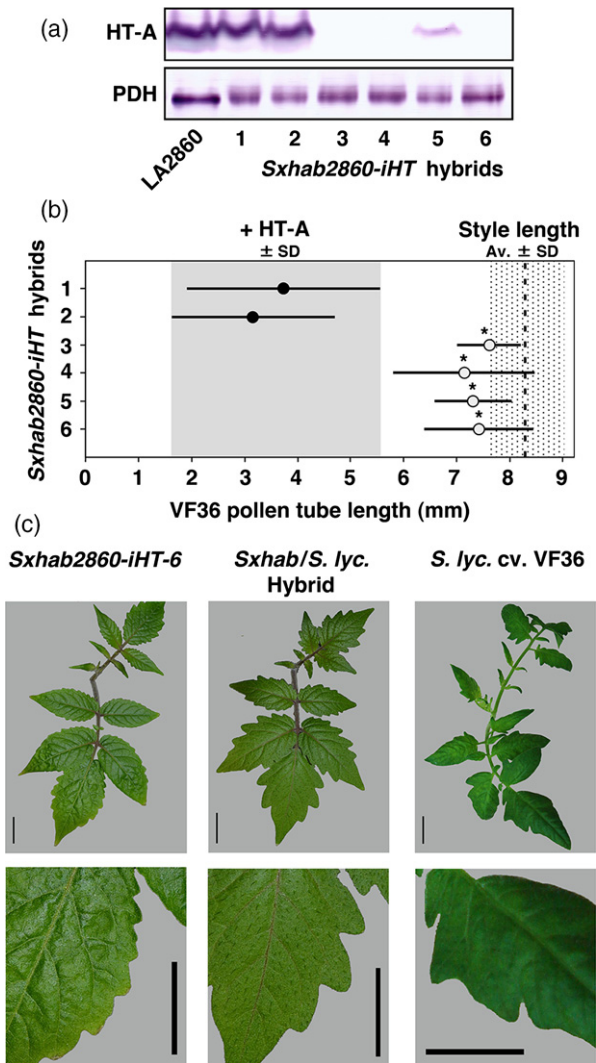 (a)
HT-A
PDH
LA2860 1 2 3 4 5 6
Sxhab2860-iHT hybrids
(b)
+ HT-A
± SD
Style length
Av. ± SD
Sxhab2860-iHT
hybrids
1
2
3
4
5
6
*
*
*
*
0 1 2 3 4 5 6 7 8 9
VF36 pollen tube length (mm)
(c)
Sxhab2860-iHT-6
Sxhab/S. lyc.
Hybrid
S. lyc. cv. VF36